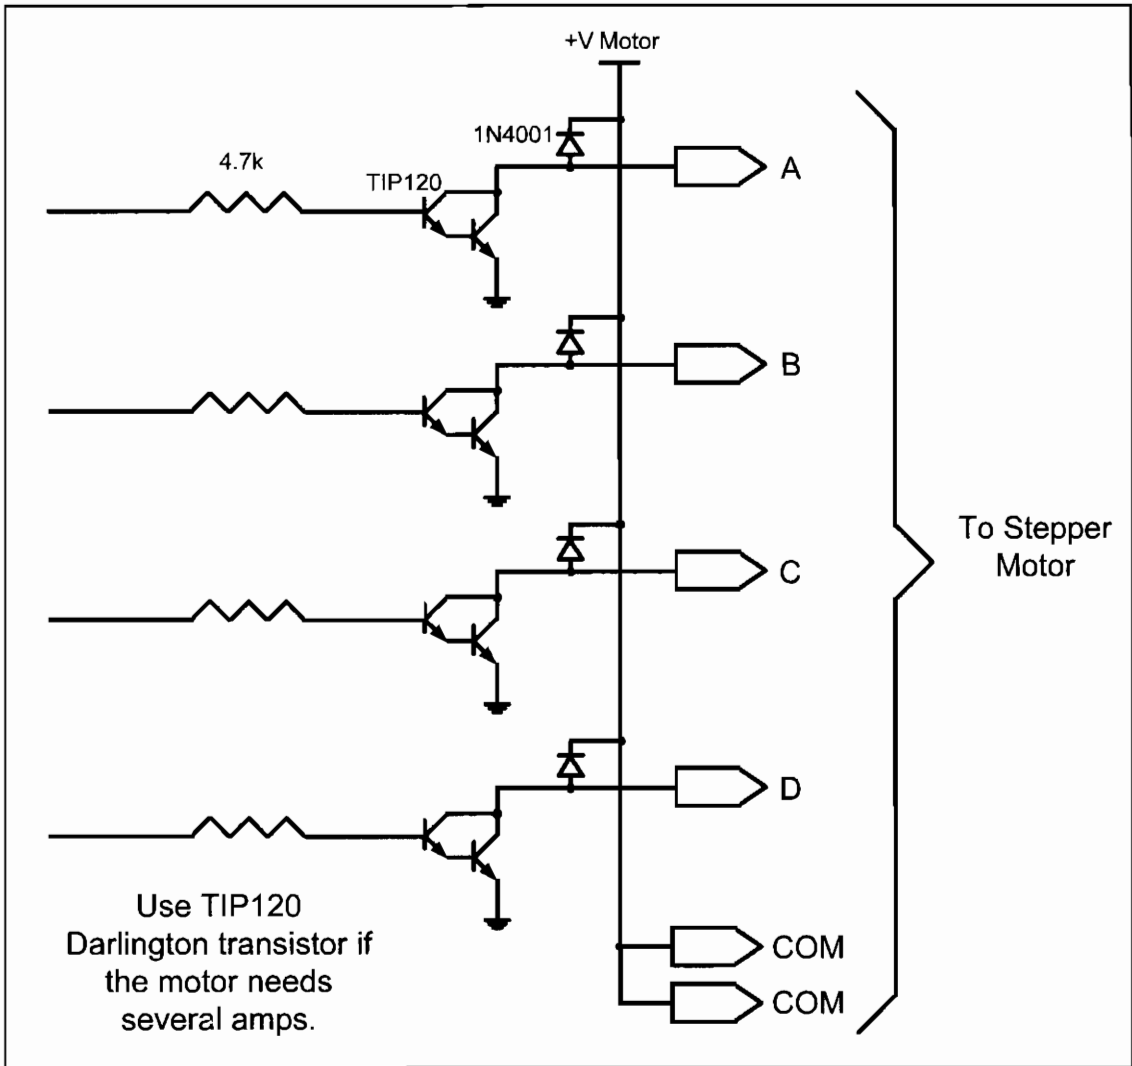 +V Motor
1N4001
4.7k
TIP120
A
B
C
To Stepper
Motor
D
Use TIP120
Darlington transistor if
the motor needs
several amps.
COM
COM